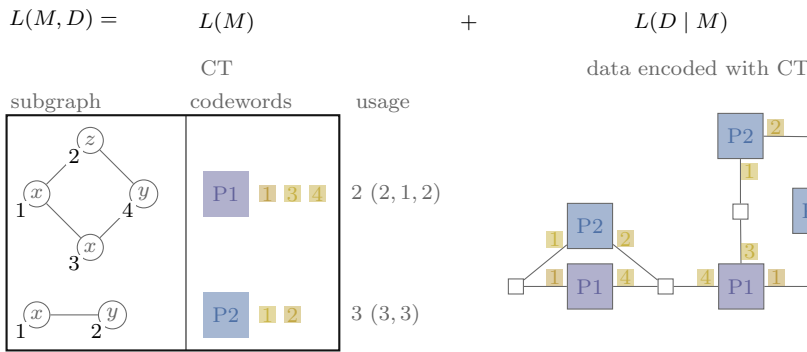 L(M, D) = L(M) + L(D | M)
CT data encoded with CT
subgraph codewords usage
z
2
x y
1 4
x
3
P1 1 3 4 2 (2, 1, 2)
x y
1 2
P2 1 2 3 (3, 3)
P2 2
1
P2
1 2
3
1 P1 4 4 P1 1